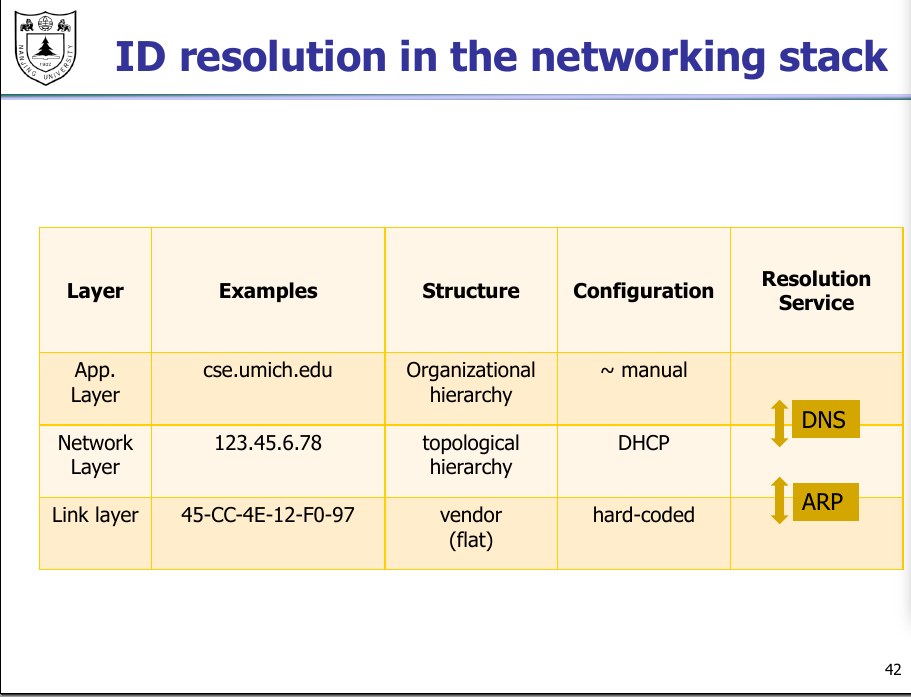 NANJING UNIVERSITY
1902
ID resolution in the networking stack
Layer Examples Structure Configuration Resolution
Service
App. cse.umich.edu Organizational ~ manual
Layer hierarchy
DNS
Network 123.45.6.78 topological DHCP
Layer hierarchy
ARP
Link layer 45-CC-4E-12-F0-97 vendor hard-coded
(flat)
42